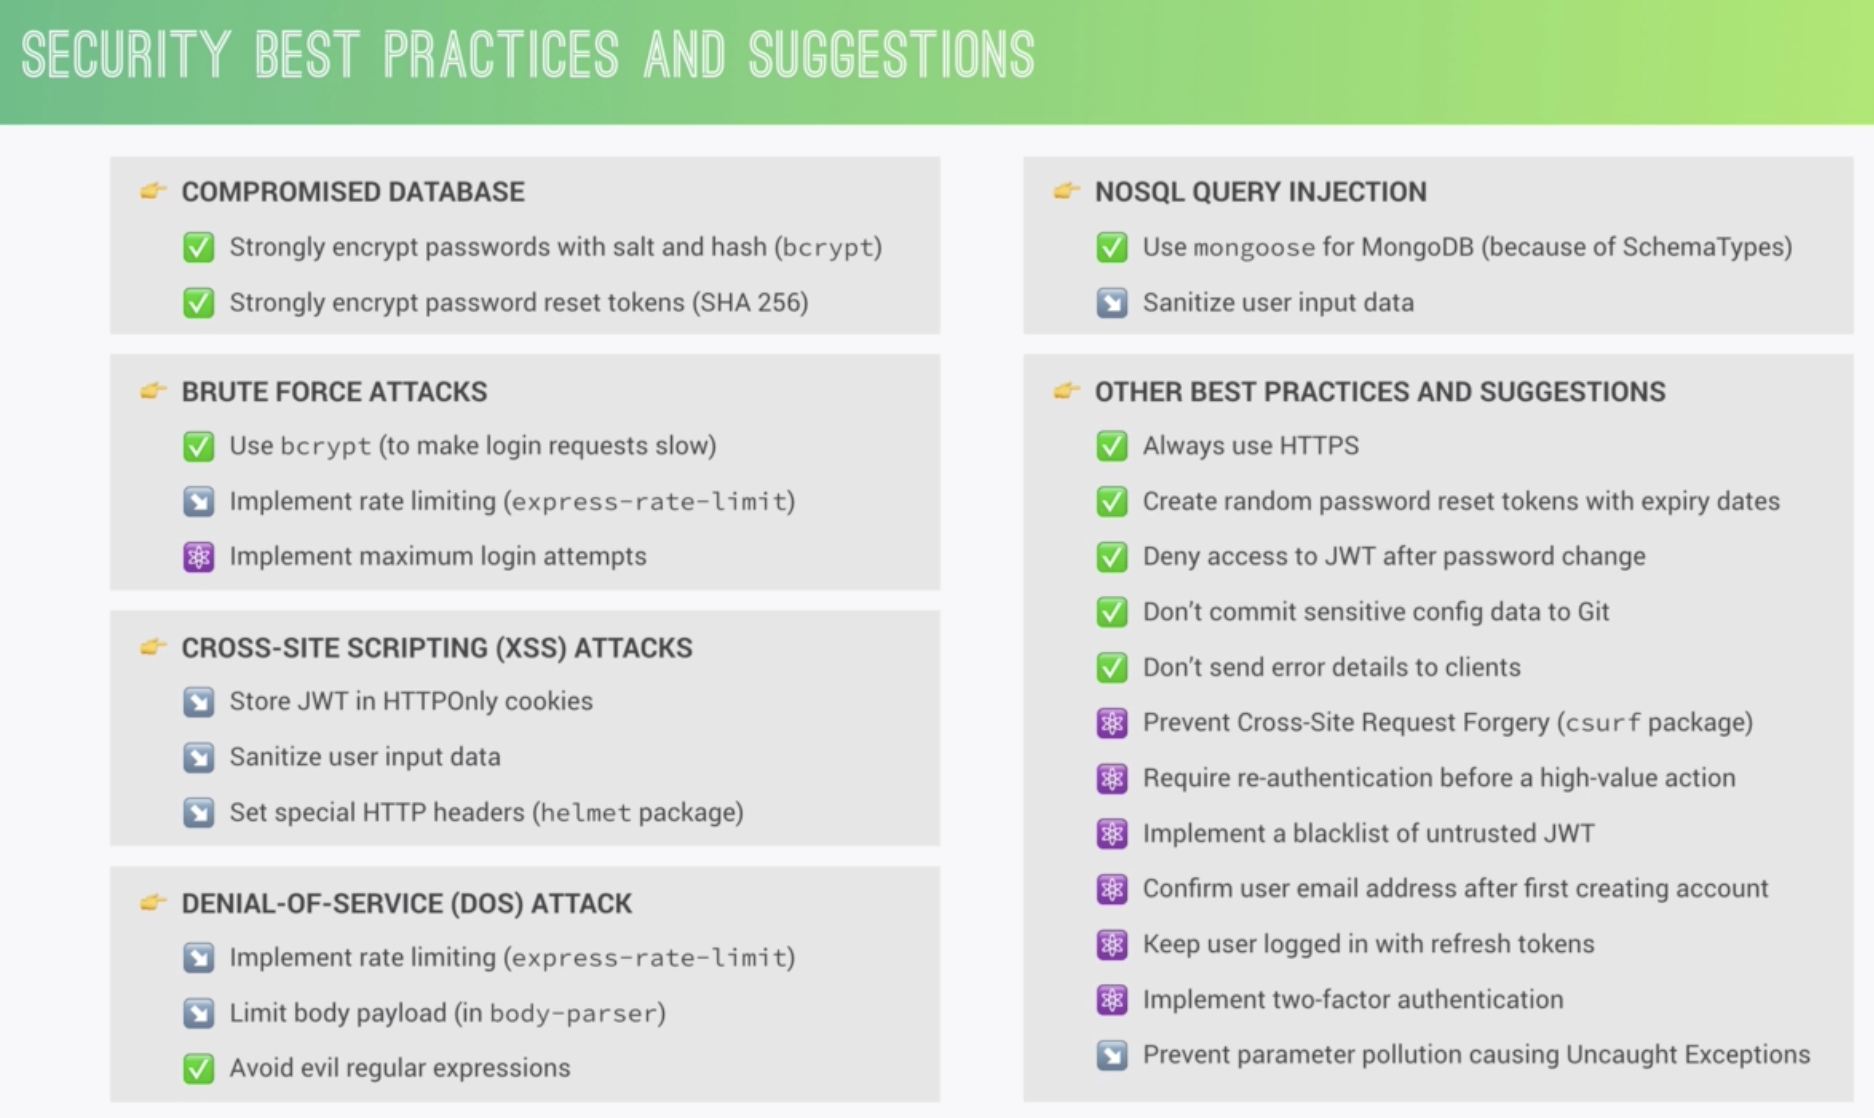 SECURITY BEST PRACTICES AND SUGGESTIONS
COMPROMISED DATABASE
Strongly encrypt passwords with salt and hash (bcrypt)
Strongly encrypt password reset tokens (SHA 256)
BRUTE FORCE ATTACKS
Use bcrypt (to make login requests slow)
Implement rate limiting (express-rate-limit)
Implement maximum login attempts
CROSS-SITE SCRIPTING (XSS) ATTACKS
Store JWT in HTTPOnly cookies
Sanitize user input data
Set special HTTP headers (helmet package)
DENIAL-OF-SERVICE (DOS) ATTACK
Implement rate limiting (express-rate-limit)
Limit body payload (in body-parser)
Avoid evil regular expressions
NOSQL QUERY INJECTION
Use mongoose for MongoDB (because of SchemaTypes)
Sanitize user input data
OTHER BEST PRACTICES AND SUGGESTIONS
Always use HTTPS
Create random password reset tokens with expiry dates
Deny access to JWT after password change
Don’t commit sensitive config data to Git
Don’t send error details to clients
Prevent Cross-Site Request Forgery (csurf package)
Require re-authentication before a high-value action
Implement a blacklist of untrusted JWT
Confirm user email address after first creating account
Keep user logged in with refresh tokens
Implement two-factor authentication
Prevent parameter pollution causing Uncaught Exceptions